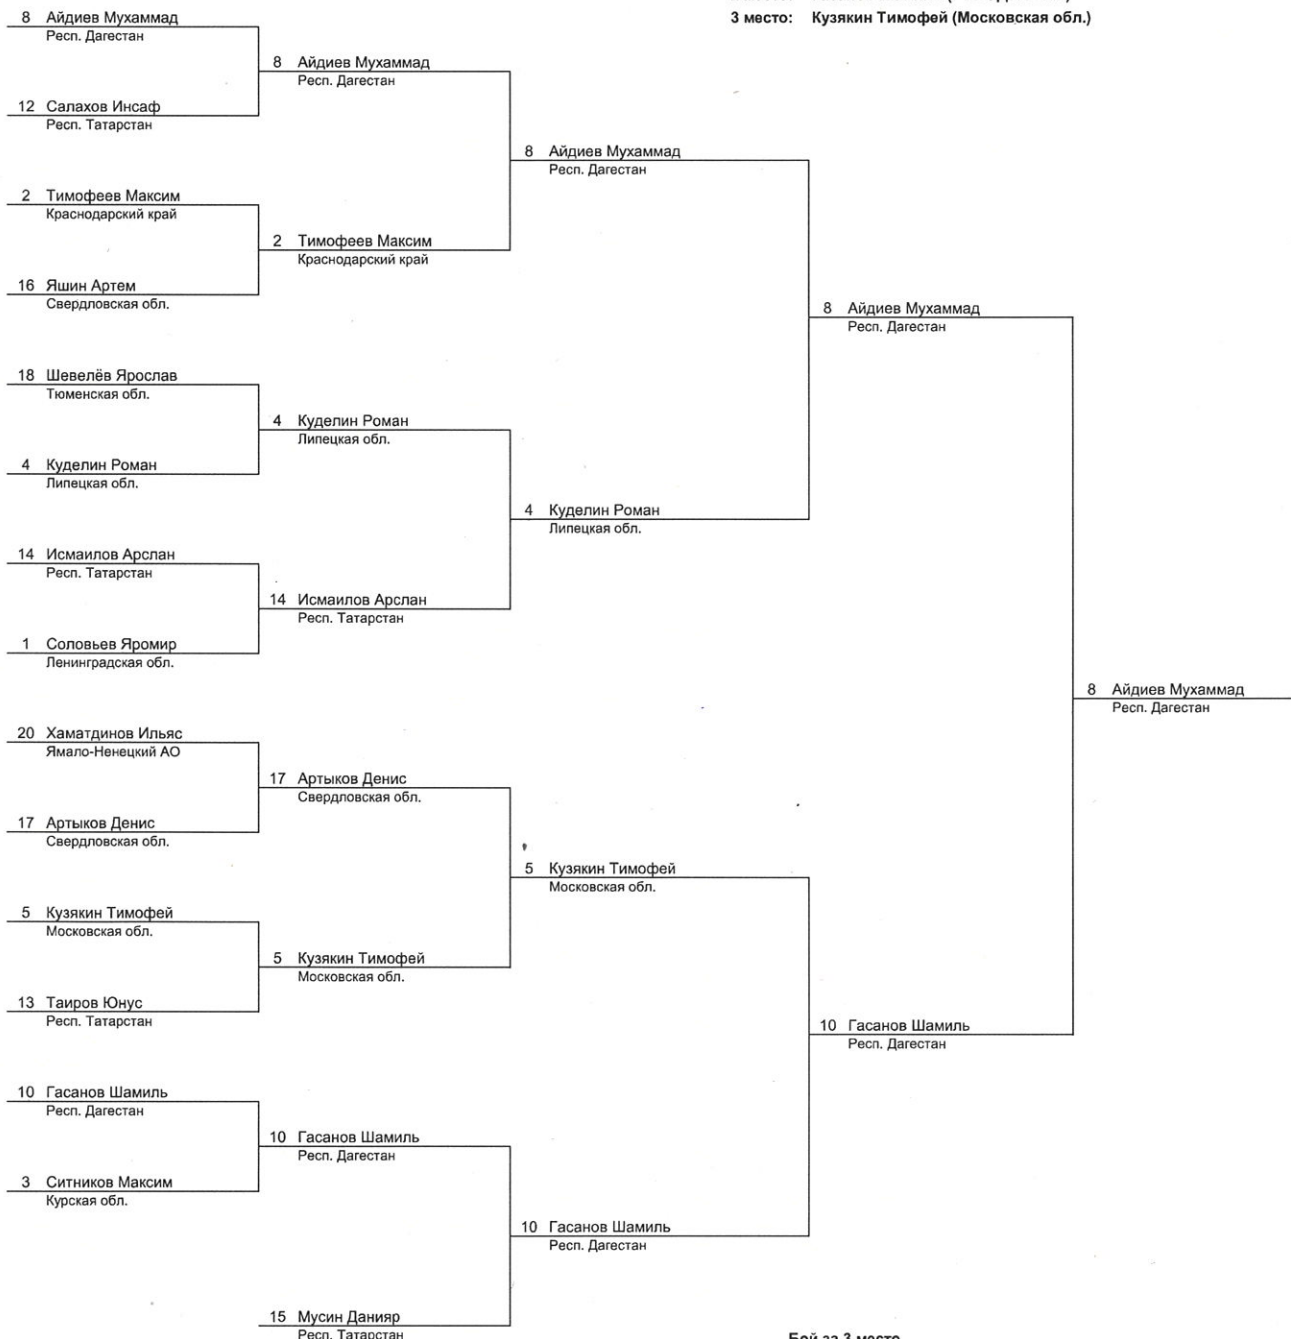 3 место: Кузякин Тимофей (Московская обл.)
8 Айдиев Мухаммад
Респ. Дагестан
8 Айдиев Мухаммад
Респ. Дагестан
12 Салахов Инсаф
Респ. Татарстан
8 Айдиев Мухаммад
Респ. Дагестан
2 Тимофеев Максим
Краснодарский край
2 Тимофеев Максим
Краснодарский край
16 Яшин Артем
Свердловская обл.
8 Айдиев Мухаммад
Респ. Дагестан
18 Шевелёв Ярослав
Тюменская обл.
4 Куделин Роман
Липецкая обл.
4 Куделин Роман
Липецкая обл.
4 Куделин Роман
Липецкая обл.
14 Исмаилов Арслан
Респ. Татарстан
14 Исмаилов Арслан
Респ. Татарстан
1 Соловьев Яромир
Ленинградская обл.
8 Айдиев Мухаммад
Респ. Дагестан
20 Хаматдинов Ильяс
Ямало-Ненецкий АО
17 Артыков Денис
Свердловская обл.
17 Артыков Денис
Свердловская обл.
5 Кузякин Тимофей
Московская обл.
5 Кузякин Тимофей
Московская обл.
5 Кузякин Тимофей
Московская обл.
13 Таиров Юнус
Респ. Татарстан
10 Гасанов Шамиль
Респ. Дагестан
10 Гасанов Шамиль
Респ. Дагестан
10 Гасанов Шамиль
Респ. Дагестан
3 Ситников Максим
Курская обл.
10 Гасанов Шамиль
Респ. Дагестан
15 Мусин Данияр
Респ. Татарстан
Бой за 3 место